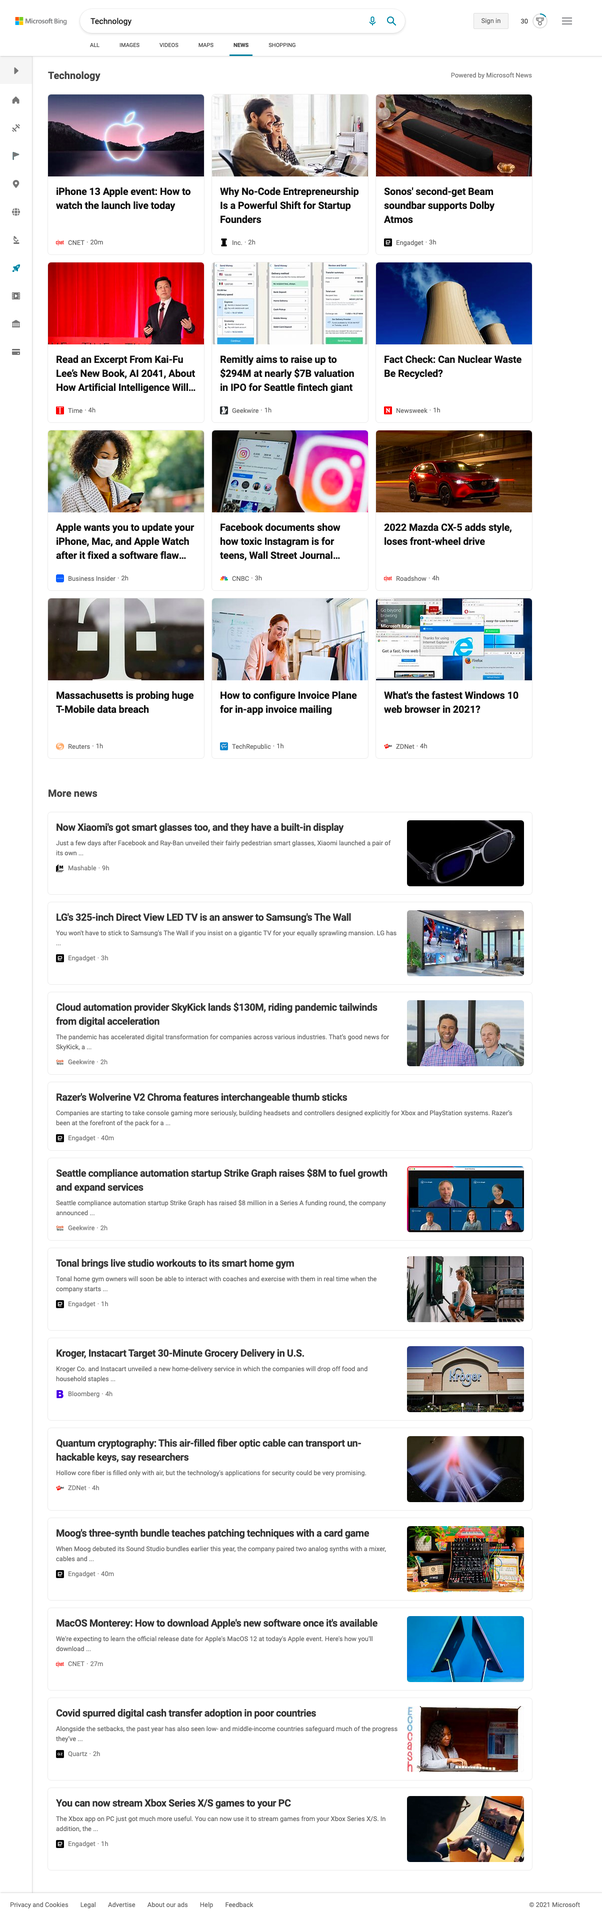 Microsoft Bing
Technology
Sign in
30
ALL IMAGES VIDEOS MAPS NEWS SHOPPING
Technology
Powered by Microsoft News
iPhone 13 Apple event: How to
watch the launch live today
CNET · 20m
Why No-Code Entrepreneurship
Is a Powerful Shift for Startup
Founders
Inc. · 2h
Sonos' second-get Beam
soundbar supports Dolby
Atmos
Engadget · 3h
Read an Excerpt From Kai-Fu
Lee's New Book, AI 2041, About
How Artificial Intelligence Will...
Time · 4h
Remitly aims to raise up to
$294M at nearly $7B valuation
in IPO for Seattle fintech giant
Geekwire · 1h
Fact Check: Can Nuclear Waste
Be Recycled?
Newsweek · 1h
Apple wants you to update your
iPhone, Mac, and Apple Watch
after it fixed a software flaw...
Business Insider · 2h
Facebook documents show
how toxic Instagram is for
teens, Wall Street Journal...
CNBC · 3h
2022 Mazda CX-5 adds style,
loses front-wheel drive
Roadshow · 4h
Massachusetts is probing huge
T-Mobile data breach
Reuters · 1h
How to configure Invoice Plane
for in-app invoice mailing
TechRepublic · 1h
Go beyond
browsing
with
Microsoft Edge
Firefox
What's the fastest Windows 10
web browser in 2021?
ZDNet · 4h
More news
Now Xiaomi's got smart glasses too, and they have a built-in display
Just a few days after Facebook and Ray-Ban unveiled their fairly pedestrian smart glasses, Xiaomi launched a pair of
its own ...
Mashable · 9h
LG's 325-inch Direct View LED TV is an answer to Samsung's The Wall
You won't have to stick to Samsung's The Wall if you insist on a gigantic TV for your equally sprawling mansion. LG has
...
Engadget · 3h
Cloud automation provider SkyKick lands $130M, riding pandemic tailwinds
from digital acceleration
The pandemic has accelerated digital transformation for companies across various industries. That's good news for
SkyKick, a ...
Geekwire · 2h
Razer's Wolverine V2 Chroma features interchangeable thumb sticks
Companies are starting to take console gaming more seriously, building headsets and controllers designed explicitly for Xbox and PlayStation systems. Razer's
been at the forefront of the pack for a ...
Engadget · 40m
Seattle compliance automation startup Strike Graph raises $8M to fuel growth
and expand services
Seattle compliance automation startup Strike Graph has raised $8 million in a Series A funding round, the company
announced ...
Geekwire · 2h
Tonal brings live studio workouts to its smart home gym
Tonal home gym owners will soon be able to interact with coaches and exercise with them in real time when the
company starts ...
Engadget · 1h
Kroger, Instacart Target 30-Minute Grocery Delivery in U.S.
Kroger Co. and Instacart unveiled a new home-delivery service in which the companies will drop off food and
household staples ...
Bloomberg · 4h
Kroger
Quantum cryptography: This air-filled fiber optic cable can transport un-
hackable keys, say researchers
Hollow core fiber is filled only with air, but the technology's applications for security could be very promising.
ZDNet · 4h
Moog's three-synth bundle teaches patching techniques with a card game
When Moog debuted its Sound Studio bundles earlier this year, the company paired two analog synths with a mixer,
cables and ...
Engadget · 40m
MacOS Monterey: How to download Apple's new software once it's available
We're expecting to learn the official release date for Apple's MacOS 12 at today's Apple event. Here's how you'll
download ...
CNET · 27m
Covid spurred digital cash transfer adoption in poor countries
Alongside the setbacks, the past year has also seen low- and middle-income countries safeguard much of the progress
they've ...
Quartz · 2h
Ecocash
You can now stream Xbox Series X/S games to your PC
The Xbox app on PC just got much more useful. You can now use it to stream games from your Xbox Series X/S. In
addition, the ...
Engadget · 1h
Privacy and Cookies Legal Advertise About our ads Help Feedback
© 2021 Microsoft